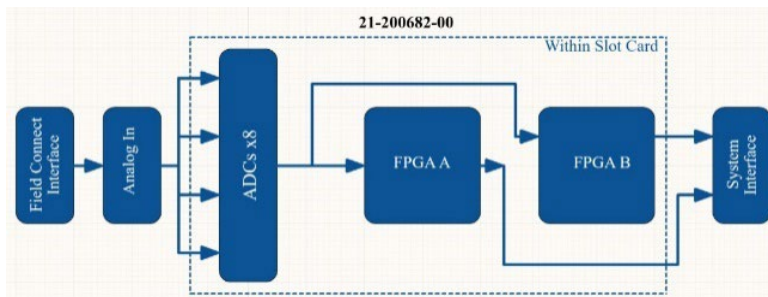 21-200682-00
Within Slot Card
Field Connect
Interface
Analog In
ADCs x8
FPGA A
FPGA B
System
Interface